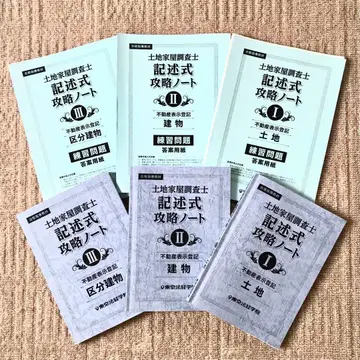 土地家屋調査士
記述式
攻略ノート
III
不動産表示登記
区分建物
練習問題
答案用紙
土地家屋調査士
記述式
攻略ノート
II
不動産表示登記
建物
練習問題
答案用紙
土地家屋調査士
記述式
攻略ノート
I
不動産表示登記
土地
練習問題
答案用紙
土地家屋調査士
記述式
攻略ノート
III
不動産表示登記
区分建物
東京法経学院
土地家屋調査士
記述式
攻略ノート
II
不動産表示登記
建物
東京法経学院
土地家屋調査士
記述式
攻略ノート
I
不動産表示登記
土地
東京法経学院